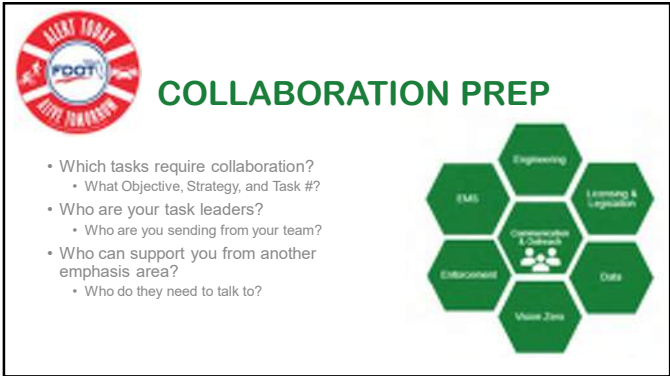 ALERT TODAY
FDOT
ALIVE TOMORROW
COLLABORATION PREP
• Which tasks require collaboration?
• What Objective, Strategy, and Task #?
• Who are your task leaders?
• Who are you sending from your team?
• Who can support you from another
emphasis area?
• Who do they need to talk to?
Engineering
EMS
Licensing &
Legislation
Communication
& Outreach
Enforcement
Data
Vision Zero